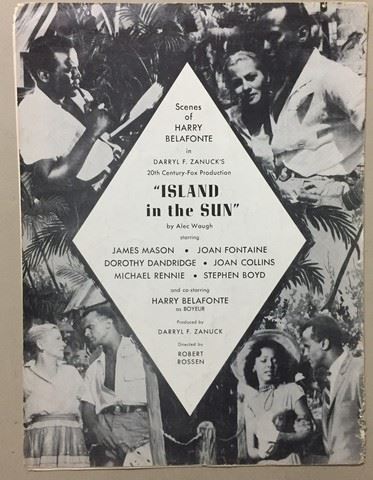 Scenes
of
HARRY
BELAFONTE
in
DARRYL F. ZANUCK'S
20th Century-Fox Production
"ISLAND
in the SUN"
by Alec Waugh
starring
JAMES MASON • JOAN FONTAINE
DOROTHY DANDRIDGE • JOAN COLLINS
MICHAEL RENNIE • STEPHEN BOYD
and co-starring
HARRY BELAFONTE
as BOYEUR
Produced by
DARRYL F. ZANUCK
Directed by
ROBERT
ROSSEN